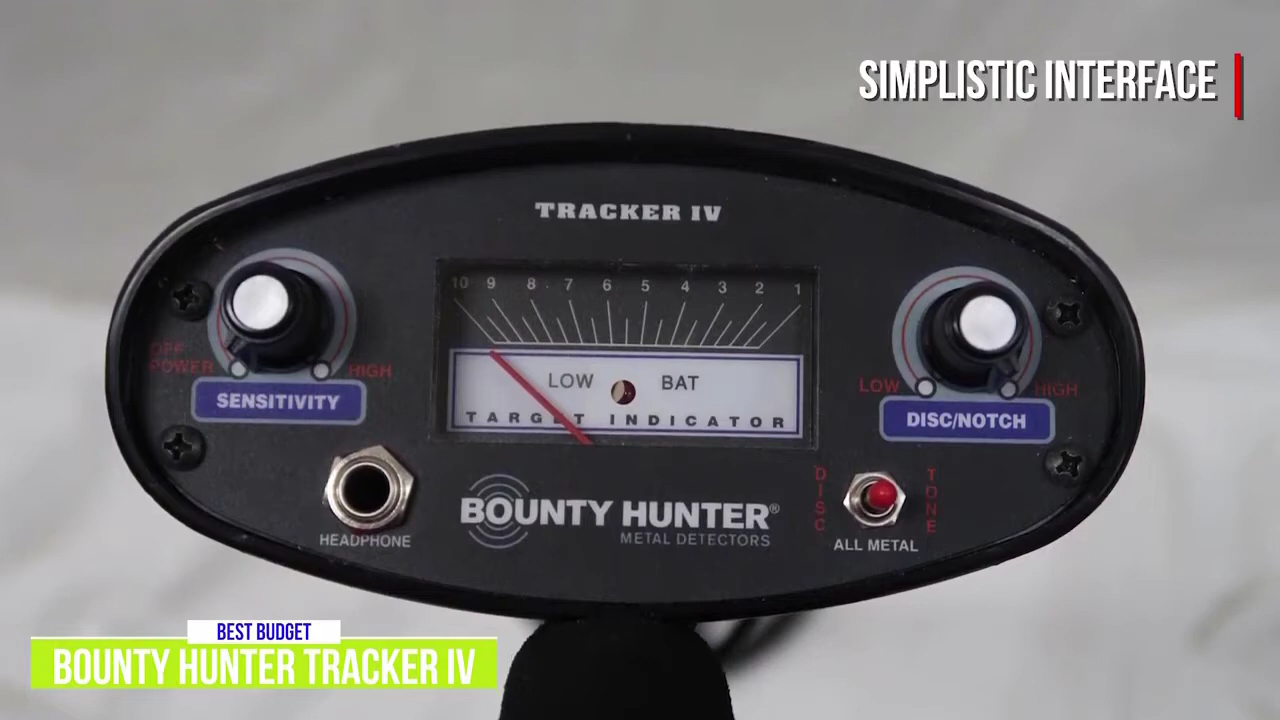 SIMPLISTIC INTERFACE
TRACKER IV
10 9 8 7 6 5 4 3 2 1
OFF
POWER
HIGH
SENSITIVITY
LOW BAT
TARGET INDICATOR
LOW
HIGH
DISC/NOTCH
HEADPHONE
BOUNTY HUNTER®
METAL DETECTORS
DISC
TONE
ALL METAL
BEST BUDGET
BOUNTY HUNTER TRACKER IV